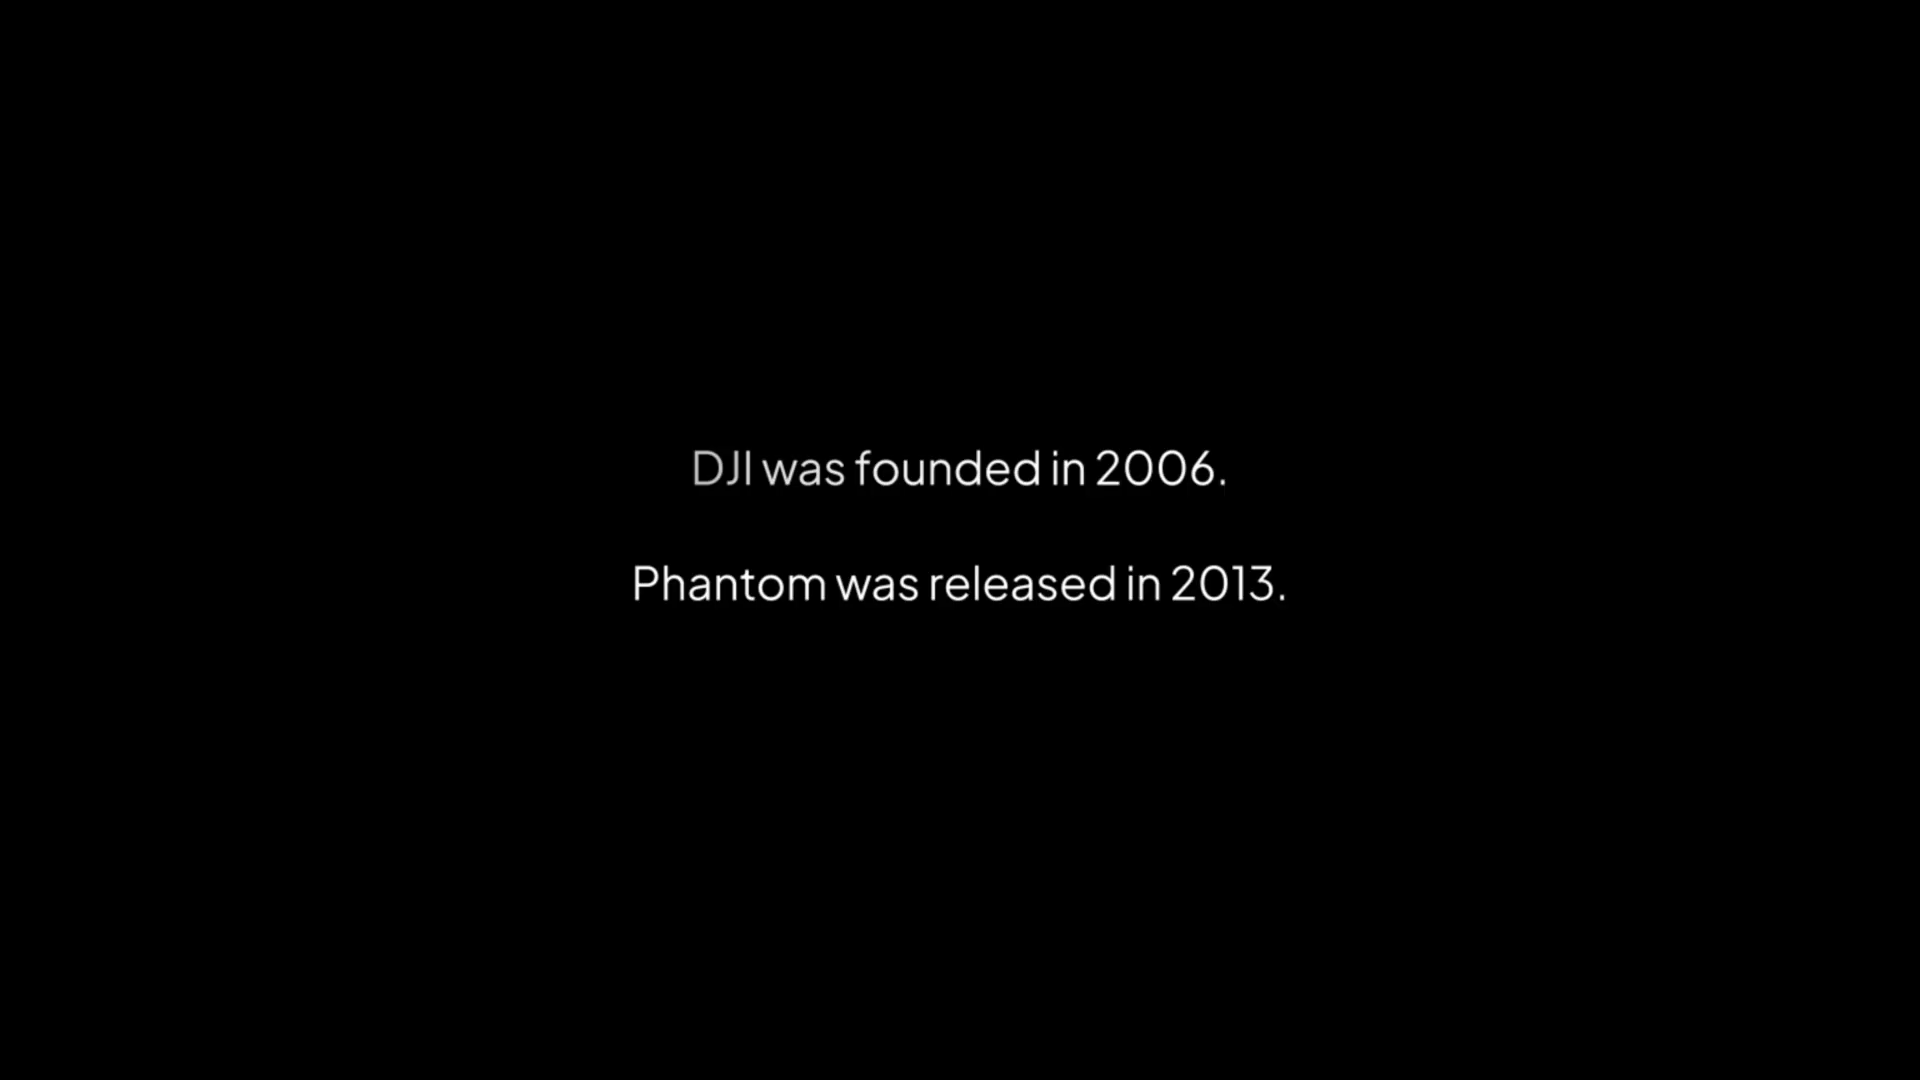 DJI was founded in 2006.
Phantom was released in 2013.